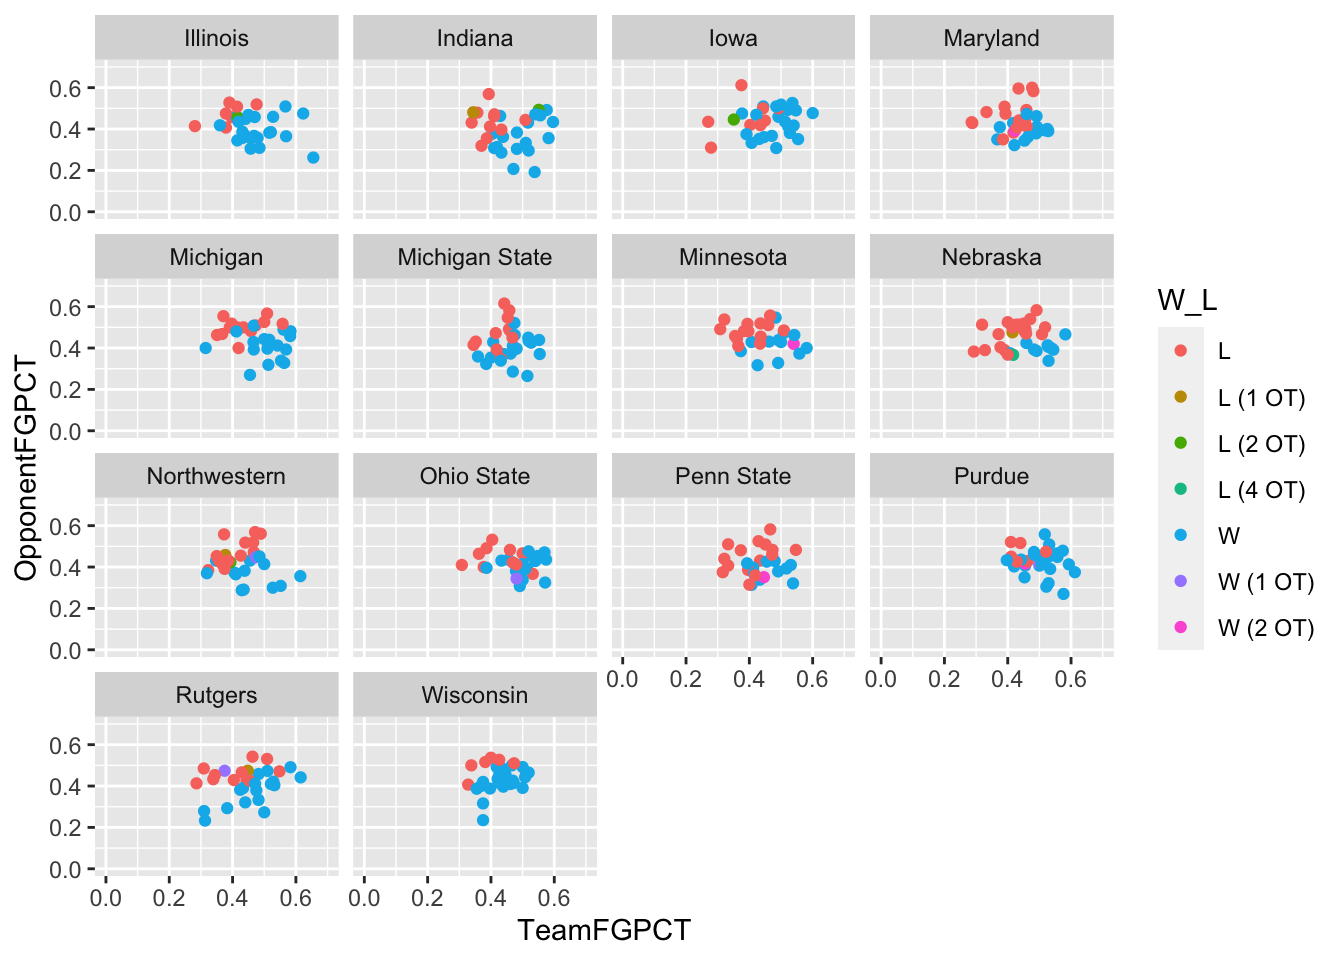 Illinois Indiana Iowa Maryland
0.6
0.4
0.2
0.0
Michigan Michigan State Minnesota Nebraska
0.6
0.4
0.2
0.0
Northwestern Ohio State Penn State Purdue
0.6
0.4
0.2
0.0
0.0 0.2 0.4 0.6 0.0 0.2 0.4 0.6
Rutgers Wisconsin
0.6
0.4
0.2
0.0
0.0 0.2 0.4 0.6 0.0 0.2 0.4 0.6
TeamFGPCT
OpponentFGPCT
W_L
L
L (1 OT)
L (2 OT)
L (4 OT)
W
W (1 OT)
W (2 OT)